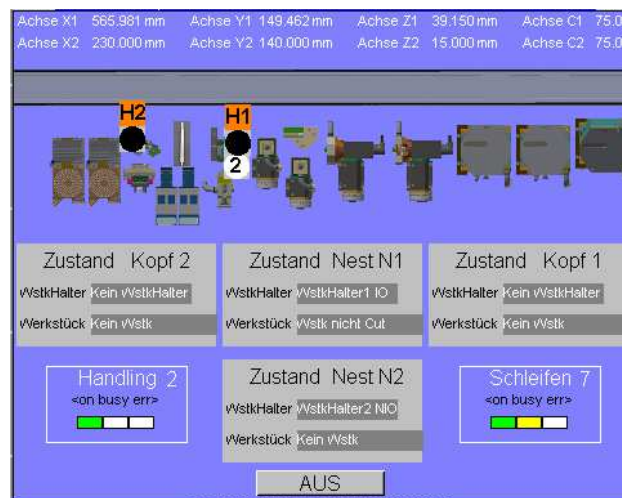 Achse X1 565.981 mm Achse Y1 149.462 mm Achse Z1 39.150 mm Achse C1 75.0
Achse X2 230.000 mm Achse Y2 140.000 mm Achse Z2 15.000 mm Achse C2 75.0
H2 H1
2
Zustand Kopf 2
WstkHalter Kein WstkHalter
Werkstück Kein Wstk
Zustand Nest N1
WstkHalter WstkHalter1 IO
Werkstück Wstk nicht Cut
Zustand Kopf 1
WstkHalter Kein WstkHalter
Werkstück Kein Wstk
Handling 2
<on busy err>
Zustand Nest N2
WstkHalter WstkHalter2 NIO
Werkstück Kein Wstk
Schleifen 7
<on busy err>
AUS